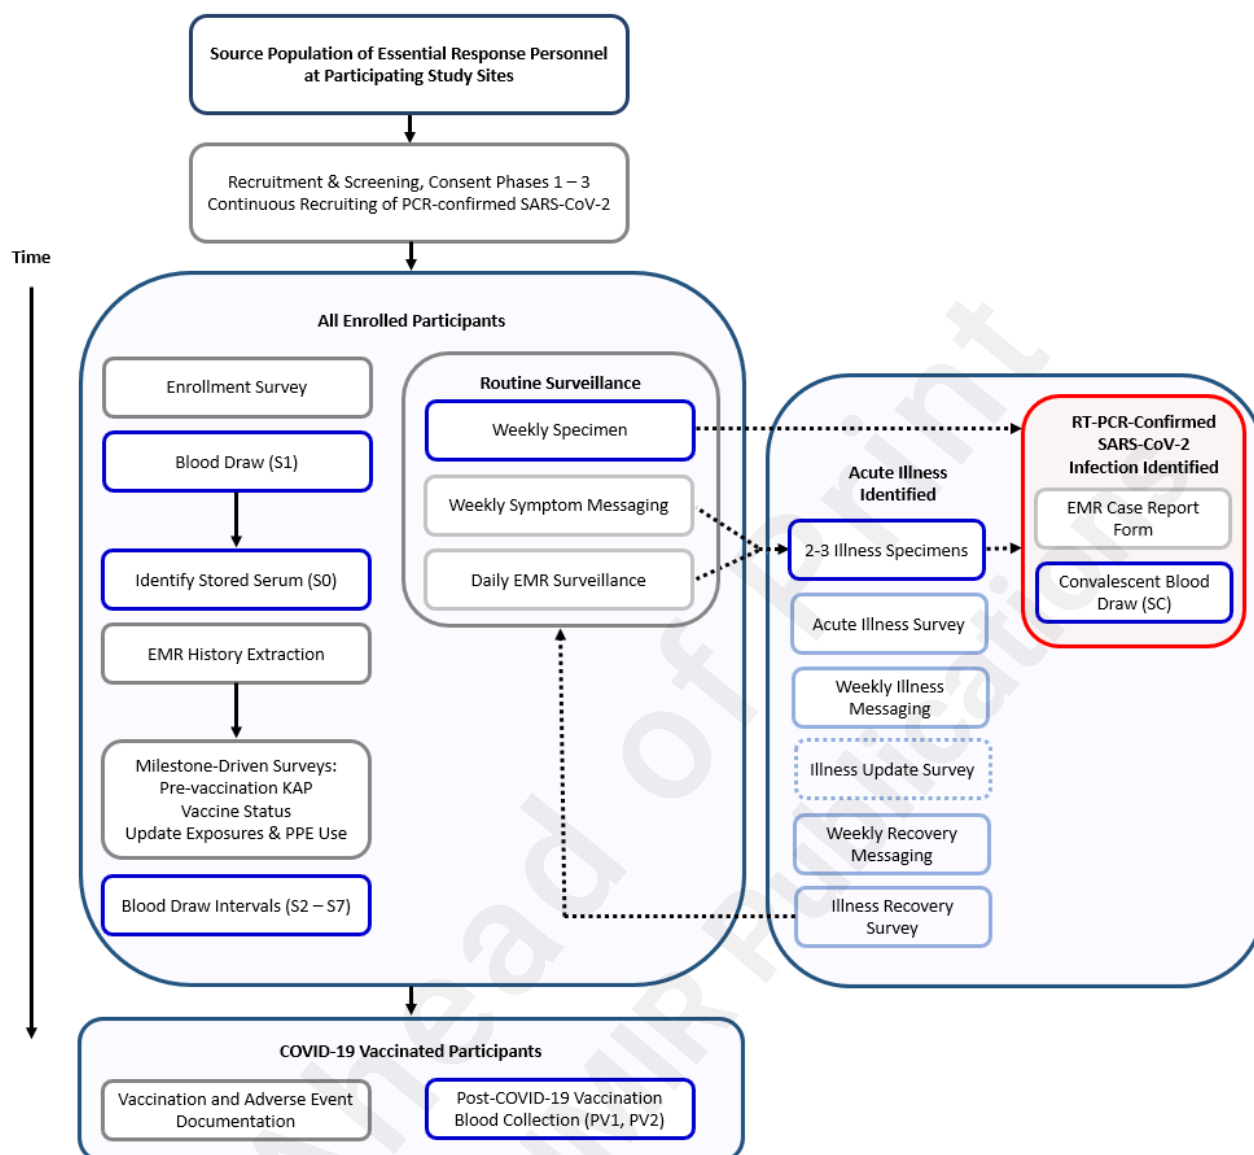 Source Population of Essential Response Personnel
at Participating Study Sites
Recruitment & Screening, Consent Phases 1 – 3
Continuous Recruiting of PCR-confirmed SARS-CoV-2
Time
All Enrolled Participants
Enrollment Survey
Blood Draw (S1)
Identify Stored Serum (S0)
EMR History Extraction
Milestone-Driven Surveys:
Pre-vaccination KAP
Vaccine Status
Update Exposures & PPE Use
Blood Draw Intervals (S2 – S7)
Routine Surveillance
Weekly Specimen
Weekly Symptom Messaging
Daily EMR Surveillance
Acute Illness
Identified
2-3 Illness Specimens
Acute Illness Survey
Weekly Illness
Messaging
Illness Update Survey
Weekly Recovery
Messaging
Illness Recovery
Survey
RT-PCR-Confirmed
SARS-CoV-2
Infection Identified
EMR Case Report
Form
Convalescent Blood
Draw (SC)
COVID-19 Vaccinated Participants
Vaccination and Adverse Event
Documentation
Post-COVID-19 Vaccination
Blood Collection (PV1, PV2)
Ahead of Print
JMIR Publications